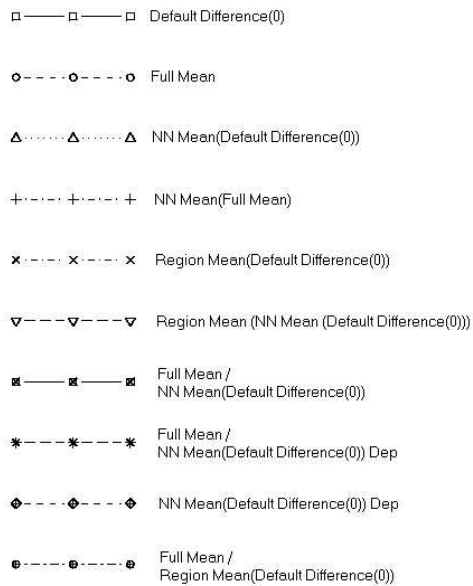 Default Difference(0)
Full Mean
NN Mean(Default Difference(0))
NN Mean(Full Mean)
Region Mean(Default Difference(0))
Region Mean (NN Mean (Default Difference(0)))
Full Mean /
NN Mean(Default Difference(0))
Full Mean /
NN Mean(Default Difference(0)) Dep
NN Mean(Default Difference(0)) Dep
Full Mean /
Region Mean(Default Difference(0))